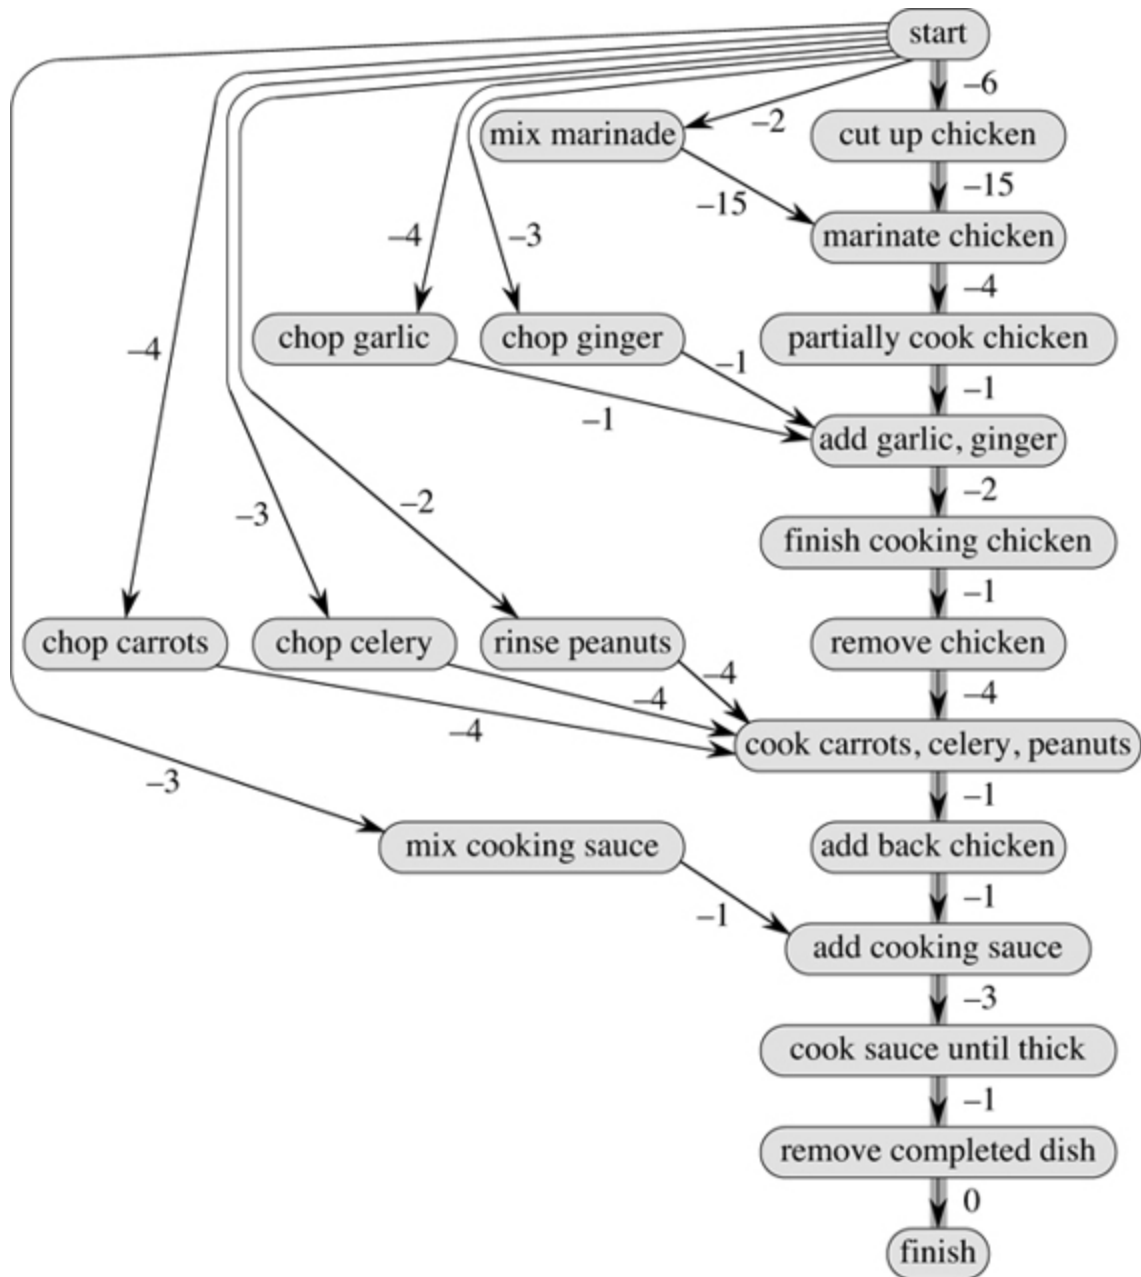 start
–6
mix marinade
–2
cut up chicken
–15
–15
marinate chicken
–4
–3
–4
chop garlic
chop ginger
partially cook chicken
–4
–1
–1
–1
add garlic, ginger
–2
–3
–2
finish cooking chicken
–1
chop carrots
chop celery
rinse peanuts
remove chicken
–4
–4
–4
–4
cook carrots, celery, peanuts
–3
–1
mix cooking sauce
add back chicken
–1
–1
add cooking sauce
–3
cook sauce until thick
–1
remove completed dish
0
finish